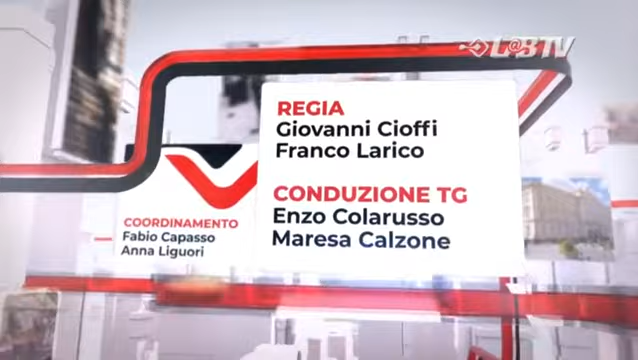 L@BTV
REGIA
Giovanni Cioffi
Franco Larico
CONDUZIONE TG
Enzo Colarusso
Maresa Calzone
COORDINAMENTO
Fabio Capasso
Anna Liguori